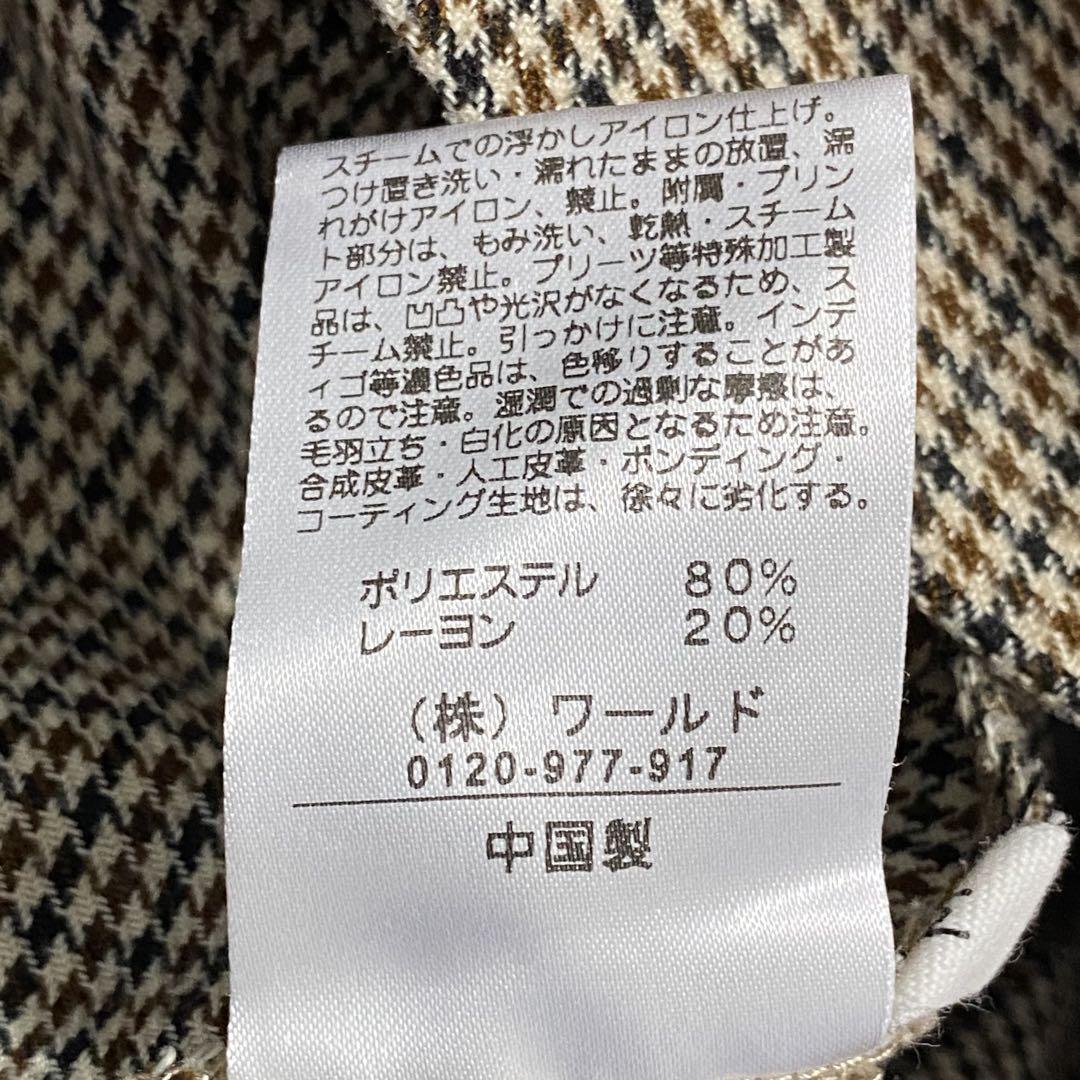 スチームでの浮かしアイロン仕上げ。
つけ置き洗い・濡れたままの放置、濡
れがけアイロン、禁止。附属・プリン
ト部分は、もみ洗い、乾熱・スチーム
アイロン禁止。プリーツ等特殊加工製
品は、凹凸や光沢がなくなるため、ス
チーム禁止。引っかけに注意。インデ
ィゴ等濃色品は、色移りすることがあ
るので注意。湿潤での過剰な摩擦は、
毛羽立ち・白化の原因となるため注意。
合成皮革・人工皮革・ボンディング・
コーティング生地は、徐々に劣化する。
ポリエステル 80%
レーヨン 20%
(株) ワールド
0120-977-917
中国製